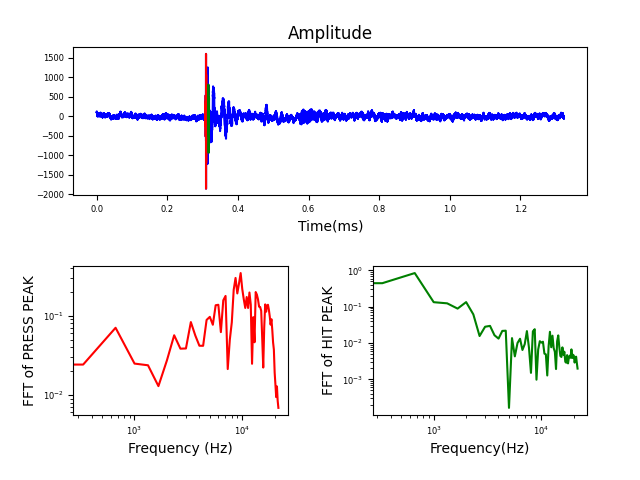 Amplitude
1500
1000
500
0
−500
−1000
−1500
−2000
0.0 0.2 0.4 0.6 0.8 1.0 1.2
Time(ms)
FFT of PRESS PEAK
10⁻¹
10⁻²
10³ 10⁴
Frequency (Hz)
FFT of HIT PEAK
10⁰
10⁻¹
10⁻²
10⁻³
10³ 10⁴
Frequency(Hz)